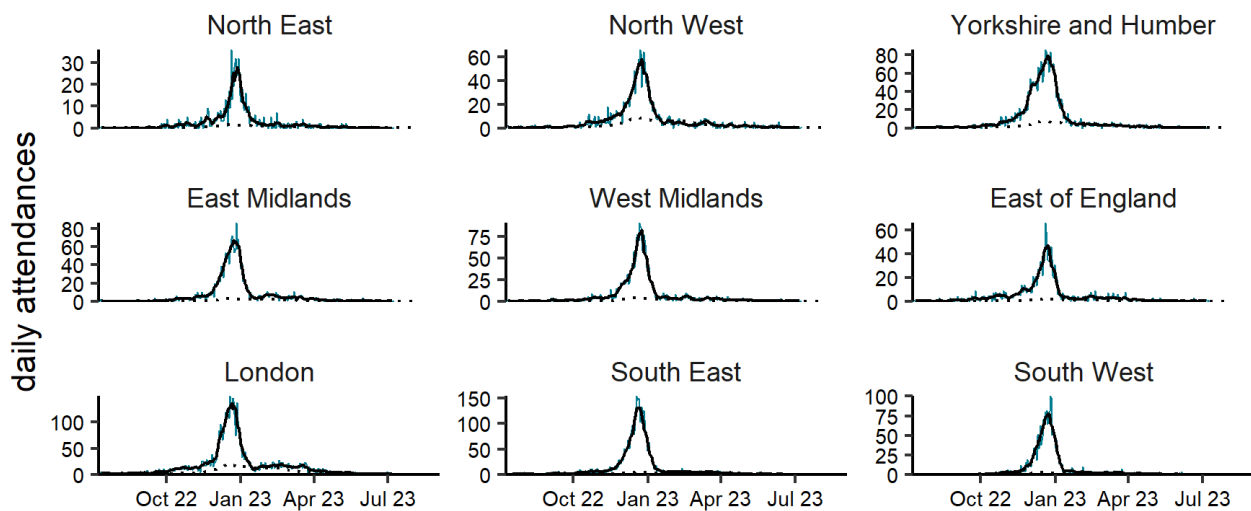 North East
North West
Yorkshire and Humber
30
20
10
0
60
40
20
0
80
60
40
20
0
daily attendances
East Midlands
West Midlands
East of England
80
60
40
20
0
75
50
25
0
60
40
20
0
London
South East
South West
100
50
0
150
100
50
0
100
75
50
25
0
Oct 22 Jan 23 Apr 23 Jul 23
Oct 22 Jan 23 Apr 23 Jul 23
Oct 22 Jan 23 Apr 23 Jul 23